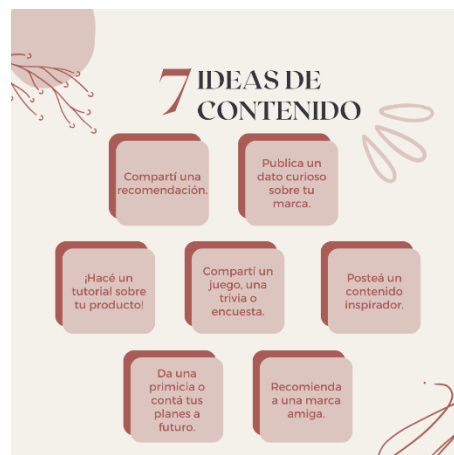 7 IDEAS DE
CONTENIDO
Compartí una
recomendación.
Publica un
dato curioso
sobre tu
marca.
¡Hacé un
tutorial sobre
tu producto!
Compartí un
juego, una
trivia o
encuesta.
Posteá un
contenido
inspirador.
Da una
primicia o
contá tus
planes a
futuro.
Recomienda
a una marca
amiga.